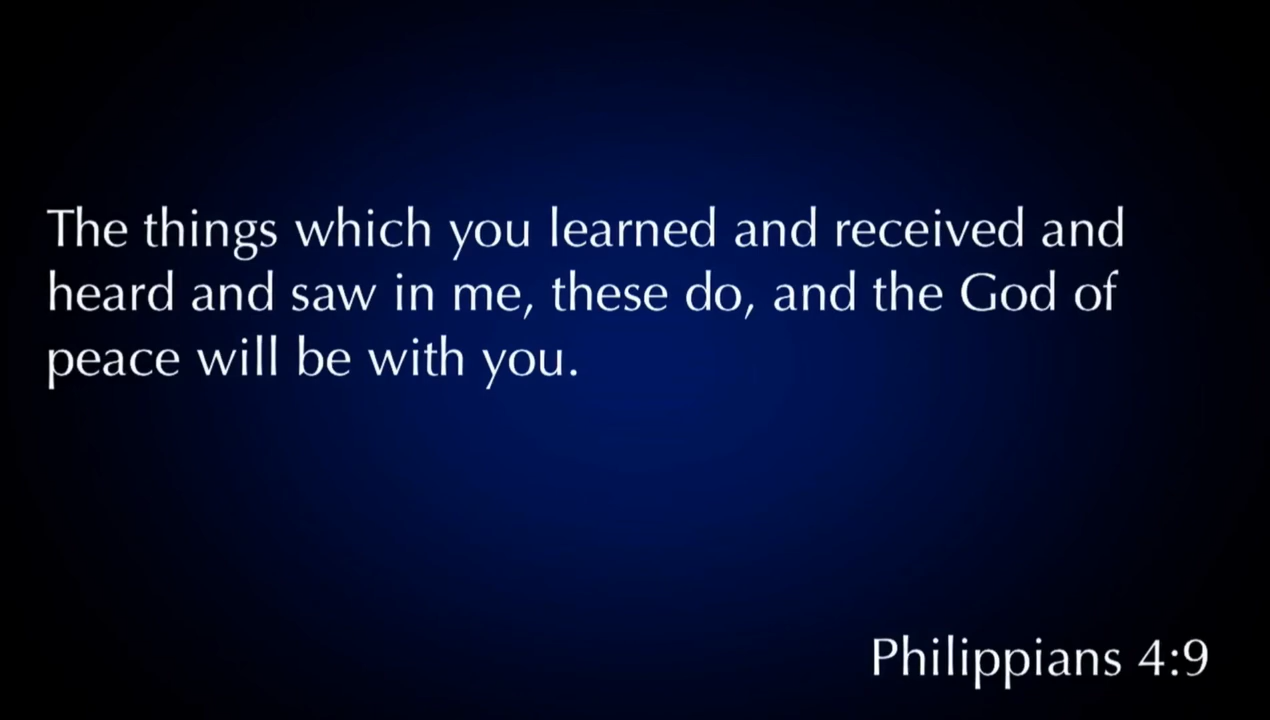 The things which you learned and received and
heard and saw in me, these do, and the God of
peace will be with you.
Philippians 4:9